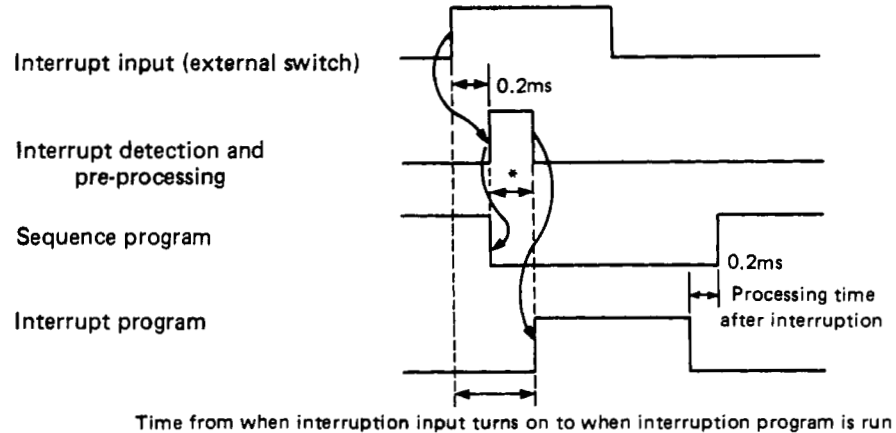 Interrupt input (external switch)
0.2ms
Interrupt detection and
pre-processing
*
Sequence program
0.2ms
Processing time
after interruption
Interrupt program
Time from when interruption input turns on to when interruption program is run